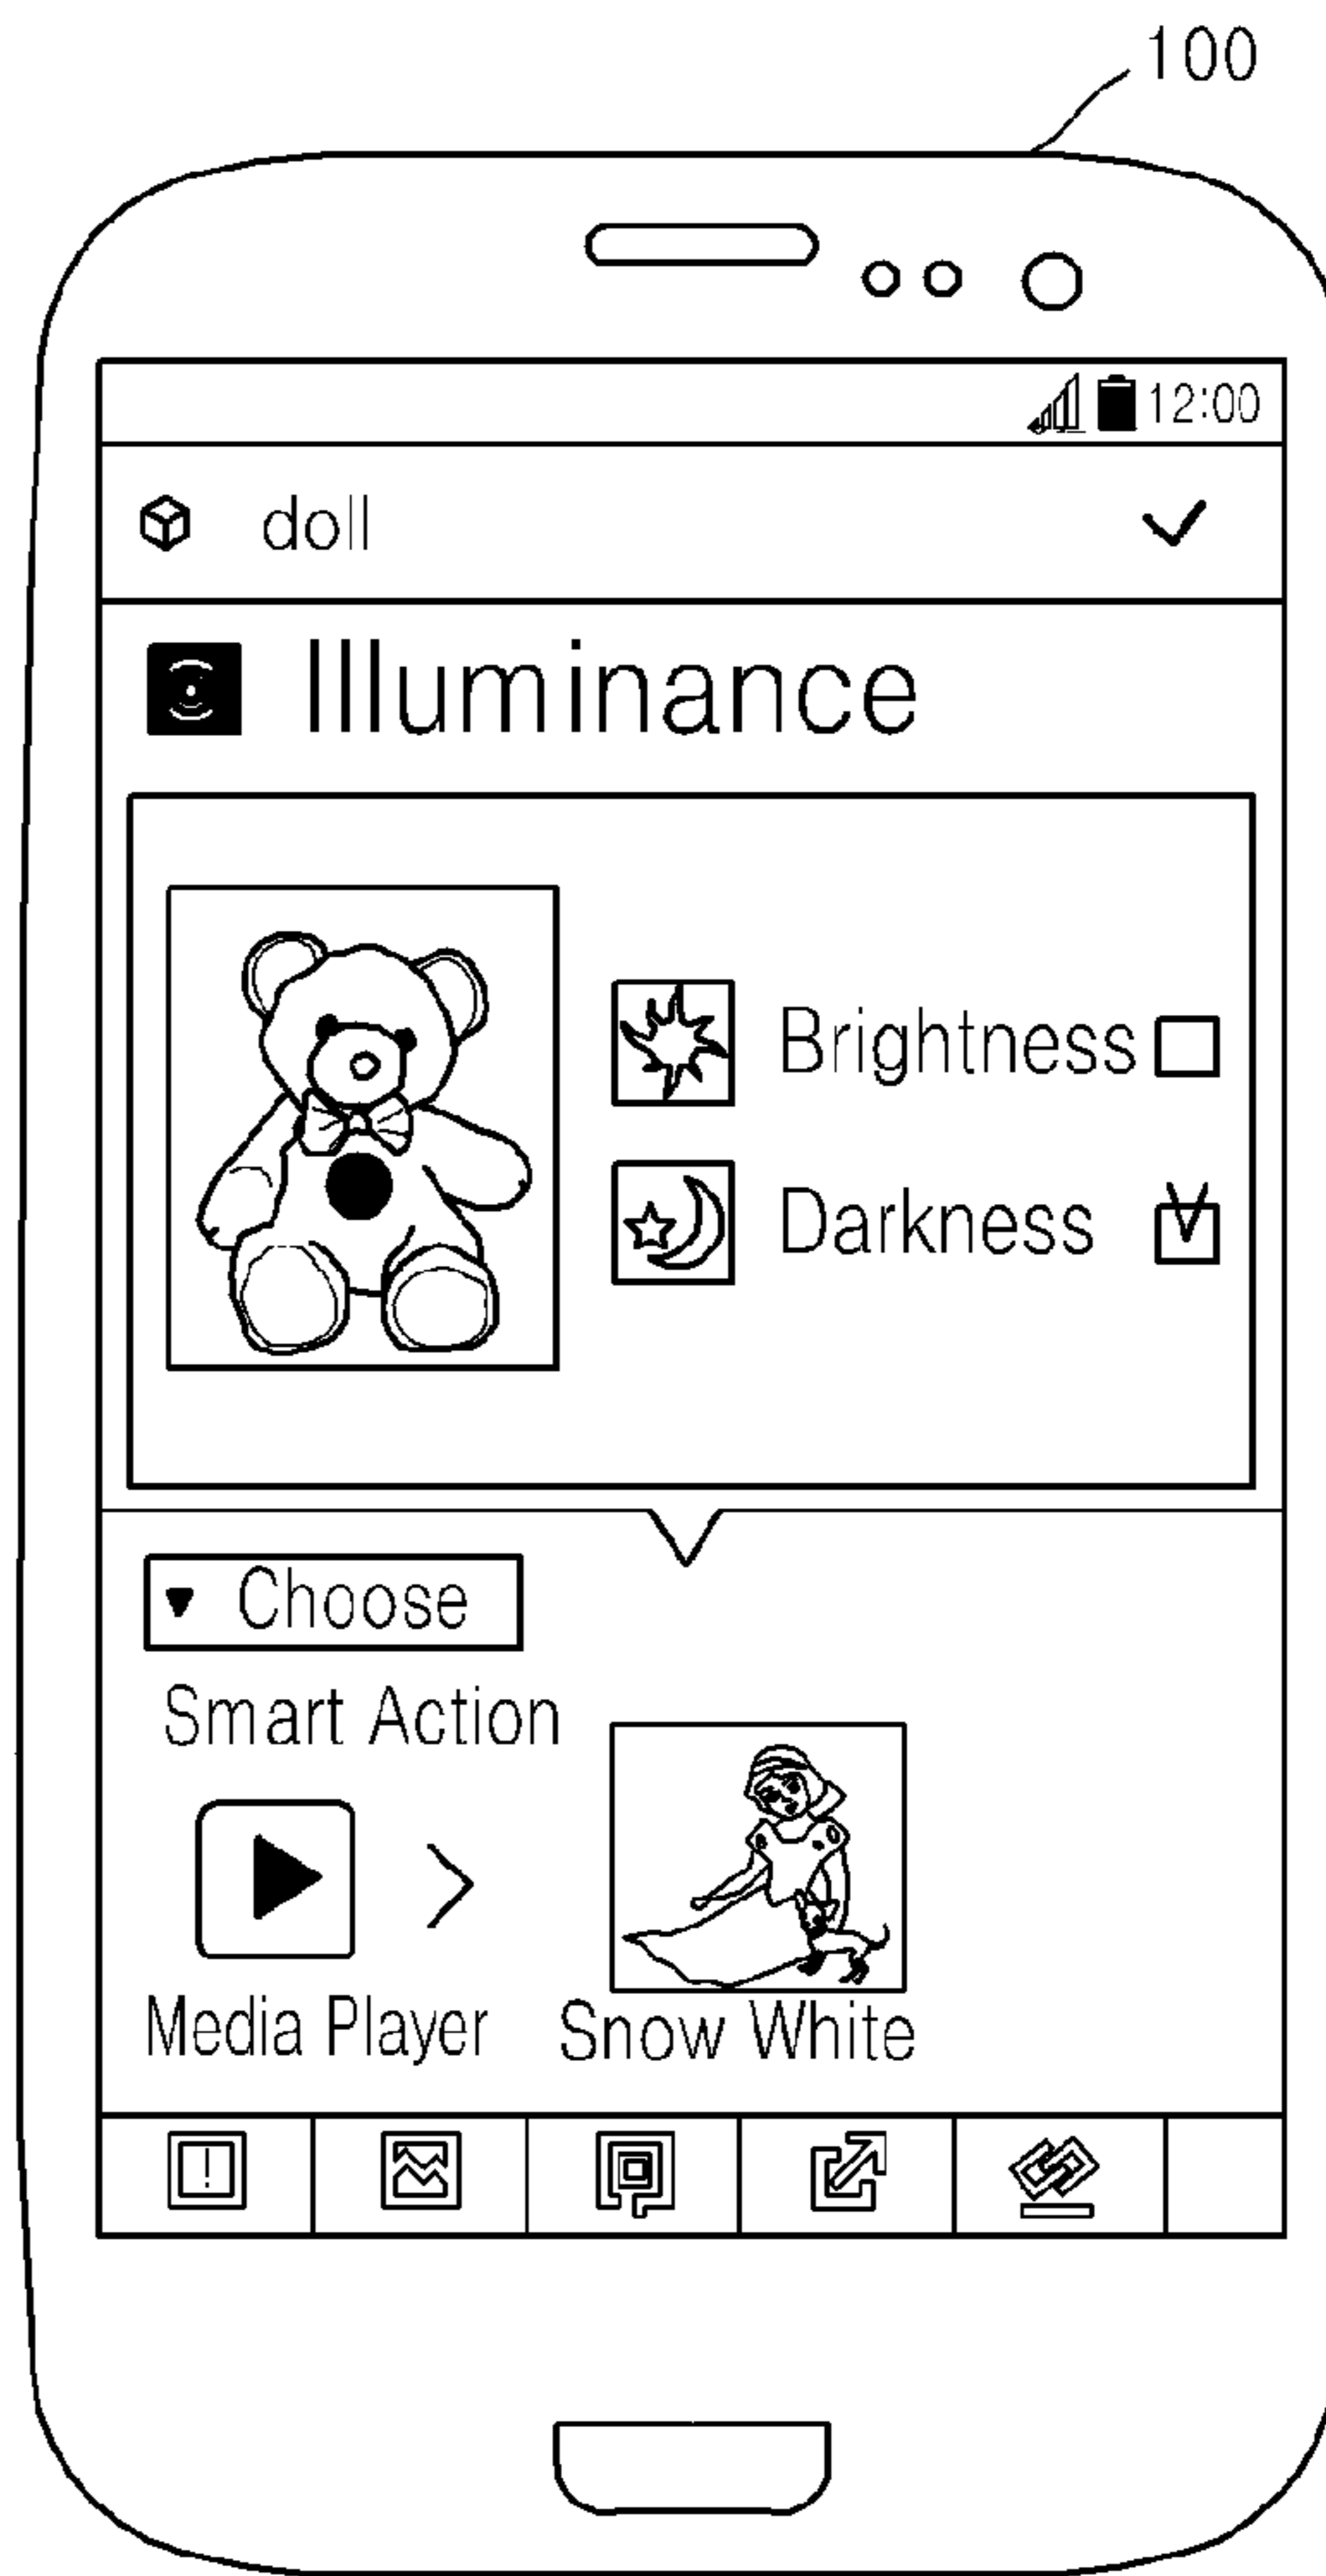 100
12:00
doll
Illuminance
Brightness
Darkness
Choose
Smart Action
Media Player
Snow White